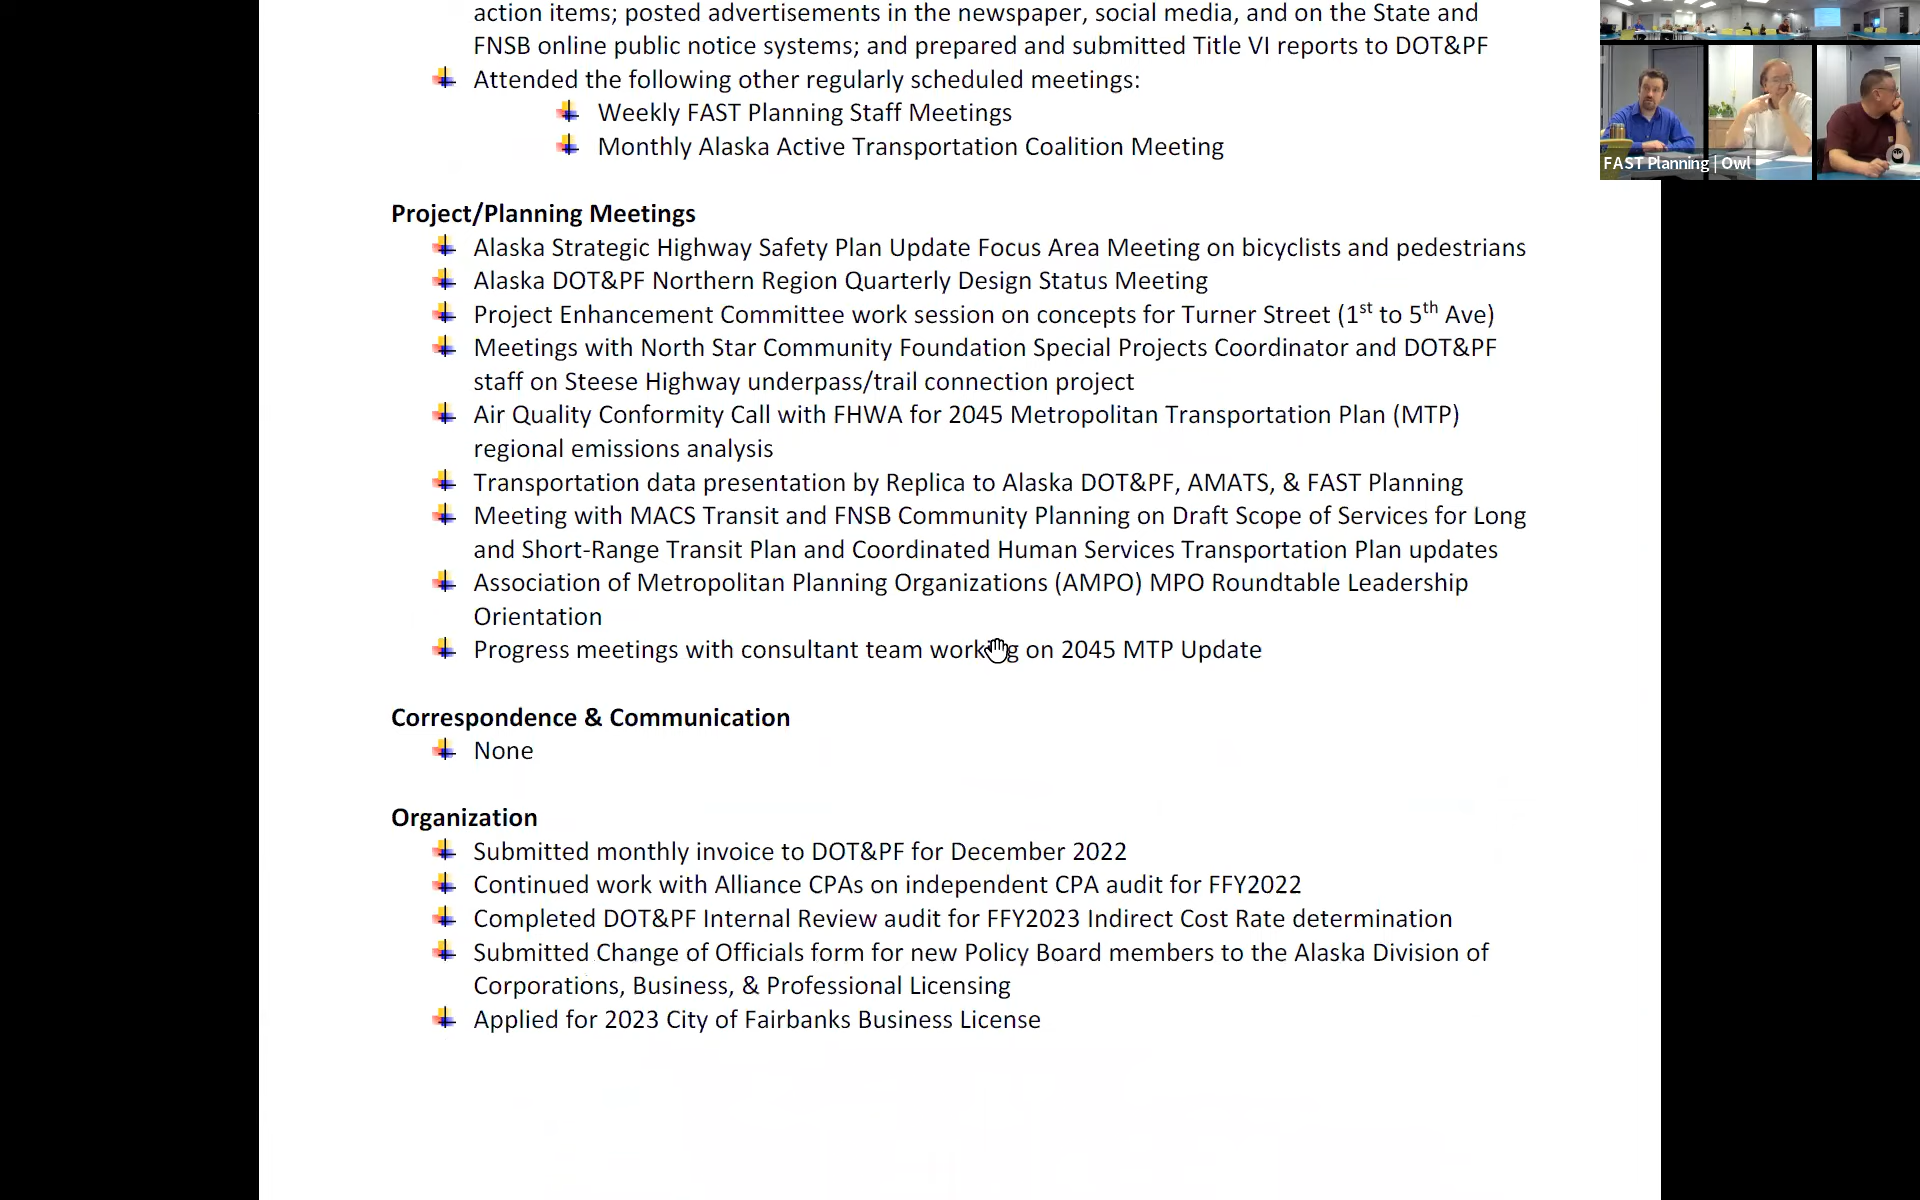 action items; posted advertisements in the newspaper, social media, and on the State and
FNSB online public notice systems; and prepared and submitted Title VI reports to DOT&PF
Attended the following other regularly scheduled meetings:
Weekly FAST Planning Staff Meetings
Monthly Alaska Active Transportation Coalition Meeting
FAST Planning | Owl
Project/Planning Meetings
Alaska Strategic Highway Safety Plan Update Focus Area Meeting on bicyclists and pedestrians
Alaska DOT&PF Northern Region Quarterly Design Status Meeting
Project Enhancement Committee work session on concepts for Turner Street (1st to 5th Ave)
Meetings with North Star Community Foundation Special Projects Coordinator and DOT&PF
staff on Steese Highway underpass/trail connection project
Air Quality Conformity Call with FHWA for 2045 Metropolitan Transportation Plan (MTP)
regional emissions analysis
Transportation data presentation by Replica to Alaska DOT&PF, AMATS, & FAST Planning
Meeting with MACS Transit and FNSB Community Planning on Draft Scope of Services for Long
and Short-Range Transit Plan and Coordinated Human Services Transportation Plan updates
Association of Metropolitan Planning Organizations (AMPO) MPO Roundtable Leadership
Orientation
Progress meetings with consultant team working on 2045 MTP Update
Correspondence & Communication
None
Organization
Submitted monthly invoice to DOT&PF for December 2022
Continued work with Alliance CPAs on independent CPA audit for FFY2022
Completed DOT&PF Internal Review audit for FFY2023 Indirect Cost Rate determination
Submitted Change of Officials form for new Policy Board members to the Alaska Division of
Corporations, Business, & Professional Licensing
Applied for 2023 City of Fairbanks Business License